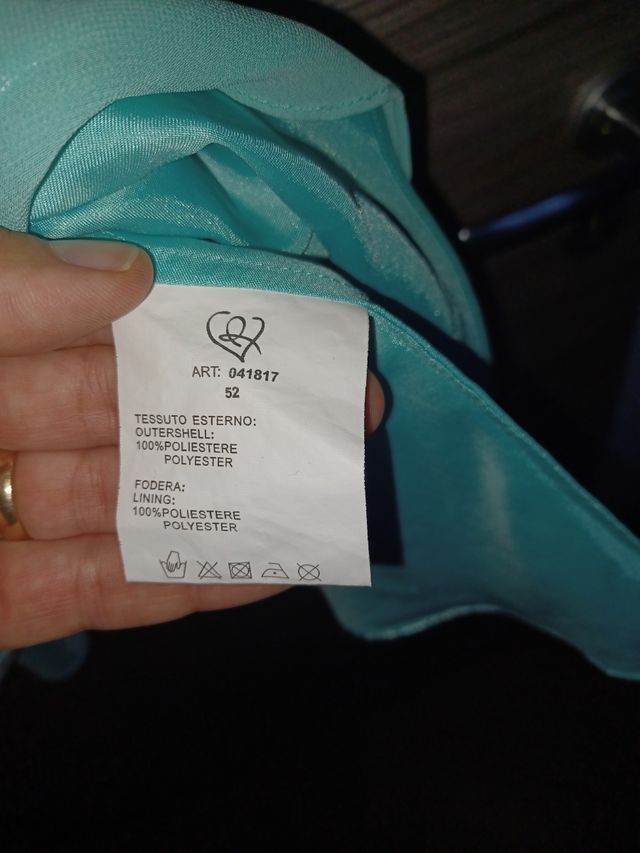 ART: 041817
52
TESSUTO ESTERNO:
OUTERSHELL:
100%POLIESTERE
POLYESTER
FODERA:
LINING:
100%POLIESTERE
POLYESTER